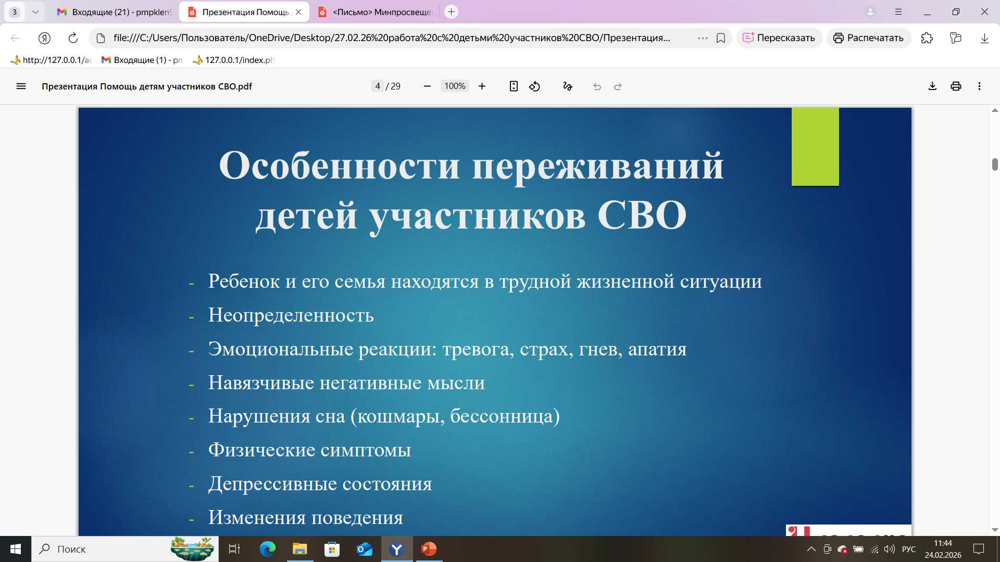 3
Входящие (21) - pmpklen9
Презентация Помощь
<Письмо> Минпросвеще
file:///C:/Users/Пользователь/OneDrive/Desktop/27.02.26%20работа%20с%20детьми%20участников%20СВО/Презентация...
Пересказать
Распечатать
http://127.0.0.1/ac
Входящие (1) - pm
127.0.0.1/index.ph
Презентация Помощь детям участников СВО.pdf
4 / 29
100%
Особенности переживаний
детей участников СВО
- Ребенок и его семья находятся в трудной жизненной ситуации
- Неопределенность
- Эмоциональные реакции: тревога, страх, гнев, апатия
- Навязчивые негативные мысли
- Нарушения сна (кошмары, бессонница)
- Физические симптомы
- Депрессивные состояния
- Изменения поведения
Поиск
РУС
11:44
24.02.2026